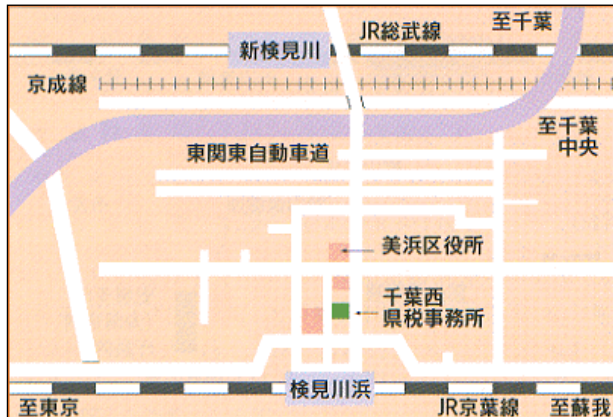 JR総武線
至千葉
新検見川
京成線
至千葉
中央
東関東自動車道
美浜区役所
千葉西
県税事務所
検見川浜
至東京
JR京葉線
至蘇我